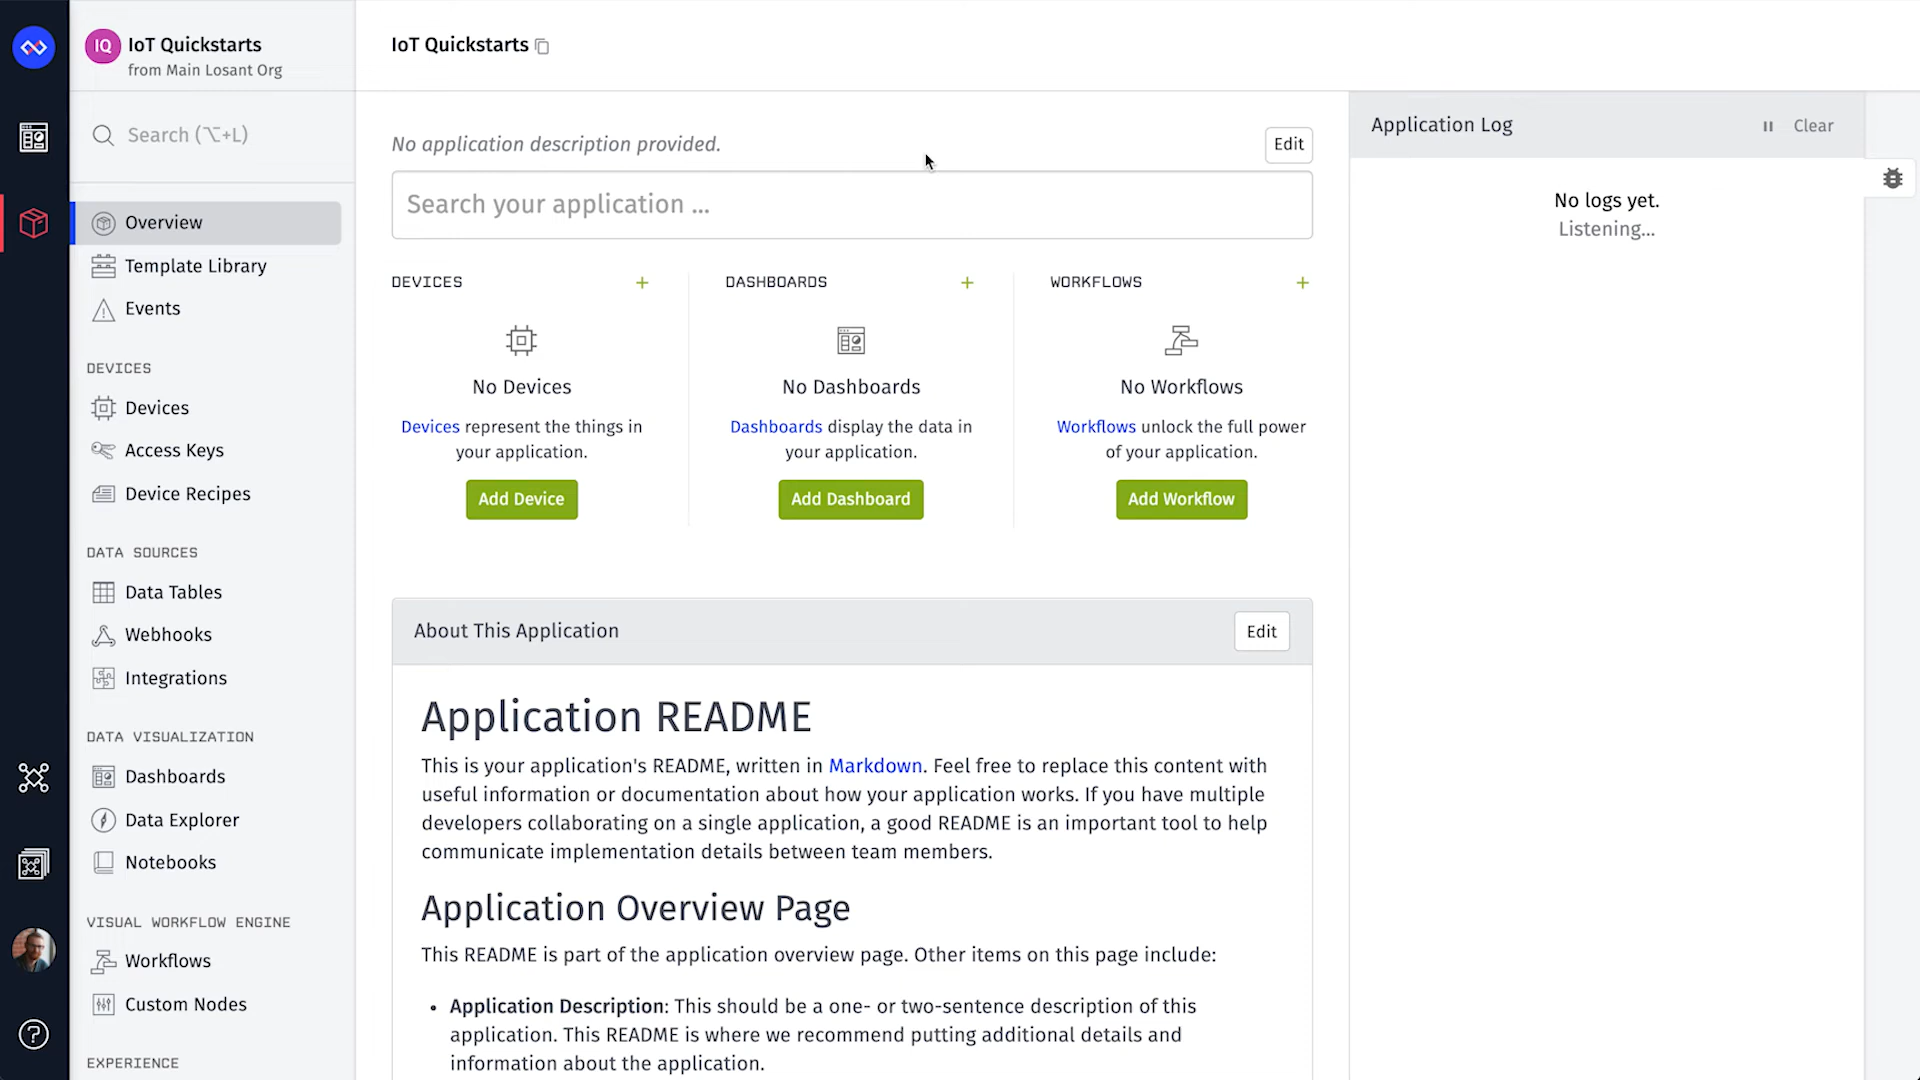 IQ
IoT Quickstarts
from Main Losant Org
Search (⌥+L)
Overview
Template Library
Events
DEVICES
Devices
Access Keys
Device Recipes
DATA SOURCES
Data Tables
Webhooks
Integrations
DATA VISUALIZATION
Dashboards
Data Explorer
Notebooks
VISUAL WORKFLOW ENGINE
Workflows
Custom Nodes
EXPERIENCE
IoT Quickstarts
No application description provided.
Edit
Search your application ...
DEVICES +
No Devices
Devices represent the things in
your application.
Add Device
DASHBOARDS +
No Dashboards
Dashboards display the data in
your application.
Add Dashboard
WORKFLOWS +
No Workflows
Workflows unlock the full power
of your application.
Add Workflow
About This Application
Edit
Application README
This is your application's README, written in Markdown. Feel free to replace this content with
useful information or documentation about how your application works. If you have multiple
developers collaborating on a single application, a good README is an important tool to help
communicate implementation details between team members.
Application Overview Page
This README is part of the application overview page. Other items on this page include:
• Application Description: This should be a one- or two-sentence description of this
application. This README is where we recommend putting additional details and
information about the application.
Application Log
Clear
No logs yet.
Listening...
?